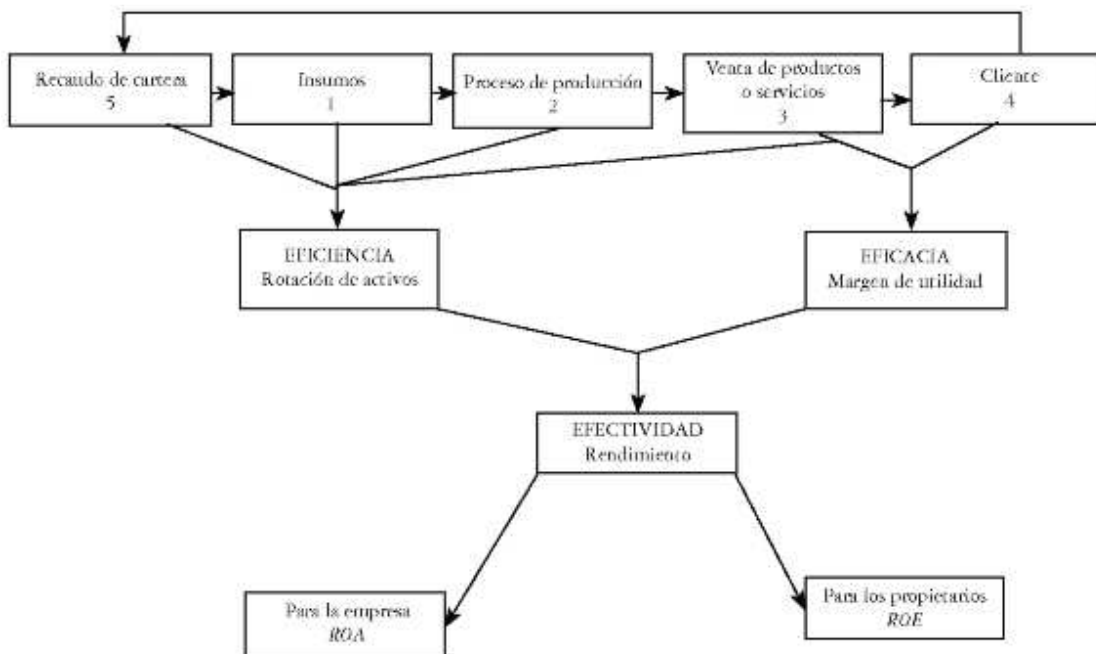 Recaudo de cartera
5
Insumos
1
Proceso de producción
2
Venta de productos
o servicios
3
Cliente
4
EFICIENCIA
Rotación de activos
EFICACIA
Margen de utilidad
EFECTIVIDAD
Rendimiento
Para la empresa
ROA
Para los propietarios
ROE